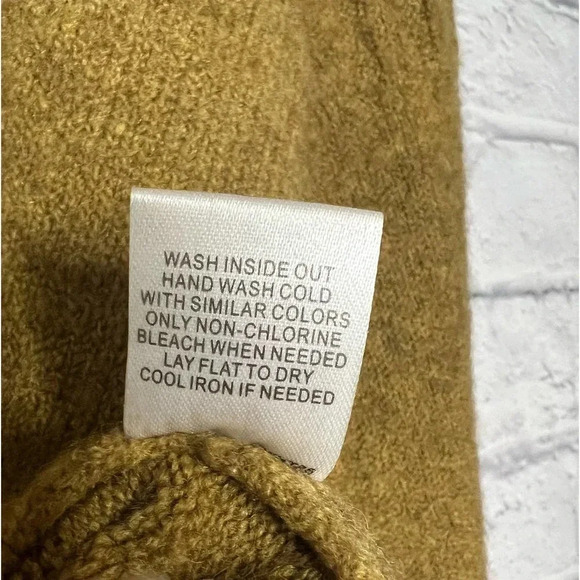 WASH INSIDE OUT
HAND WASH COLD
WITH SIMILAR COLORS
ONLY NON-CHLORINE
BLEACH WHEN NEEDED
LAY FLAT TO DRY
COOL IRON IF NEEDED